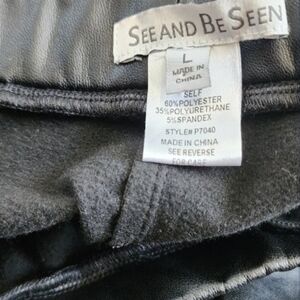 SEE AND BE SEEN
L
MADE IN
CHINA
SELF
60%POLYESTER
35%POLYURETHANE
5%SPANDEX
STYLE# P7040
MADE IN CHINA
SEE REVERSE
FOR CARE